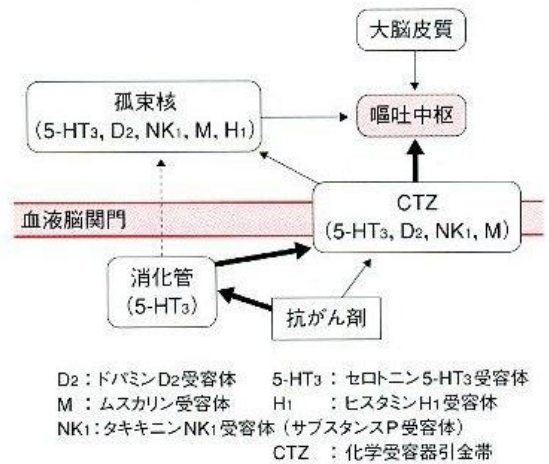 大脳皮質
孤束核
(5-HT3, D2, NK1, M, H1)
嘔吐中枢
血液脳関門
CTZ
(5-HT3, D2, NK1, M)
消化管
(5-HT3)
抗がん剤
D2：ドパミンD2受容体 5-HT3：セロトニン5-HT3受容体
M：ムスカリン受容体 H1：ヒスタミンH1受容体
NK1：タキキニンNK1受容体（サブスタンスP受容体）
CTZ：化学受容器引金帯